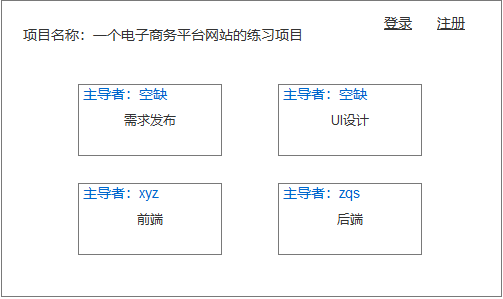 登录 注册
项目名称：一个电子商务平台网站的练习项目
主导者：空缺 主导者：空缺
需求发布 UI设计
主导者：xyz 主导者：zqs
前端 后端